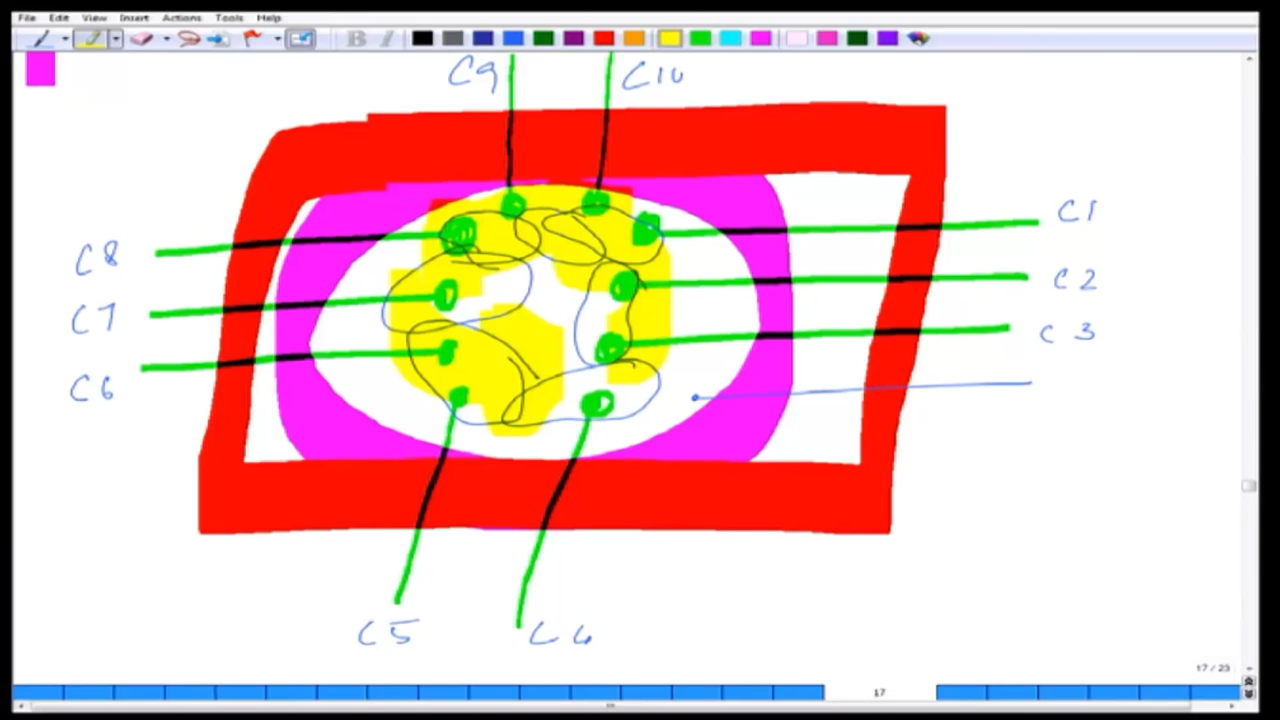 File Edit View Insert Actions Tools Help
B I
C9 C10
C1
C8
C2
C7
C3
C6
C5 C4
17 / 23
17